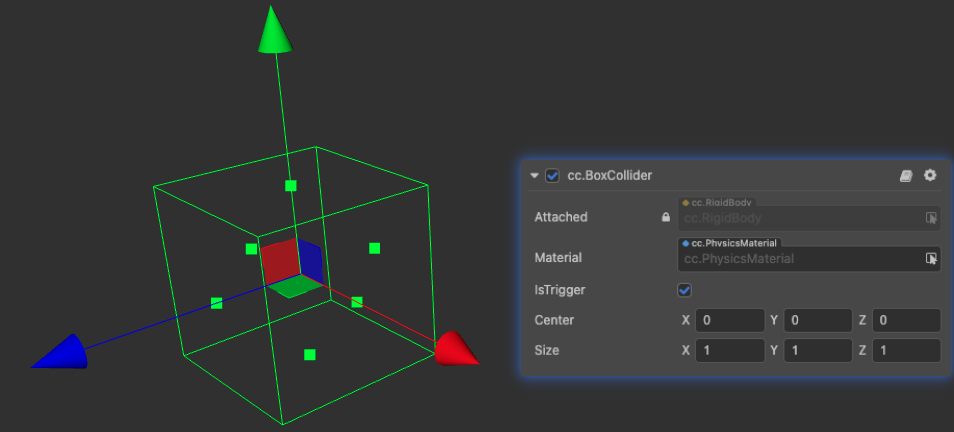 cc.BoxCollider
cc.RigidBody
Attached cc.RigidBody
cc.PhysicsMaterial
Material cc.PhysicsMaterial
IsTrigger
Center X 0 Y 0 Z 0
Size X 1 Y 1 Z 1